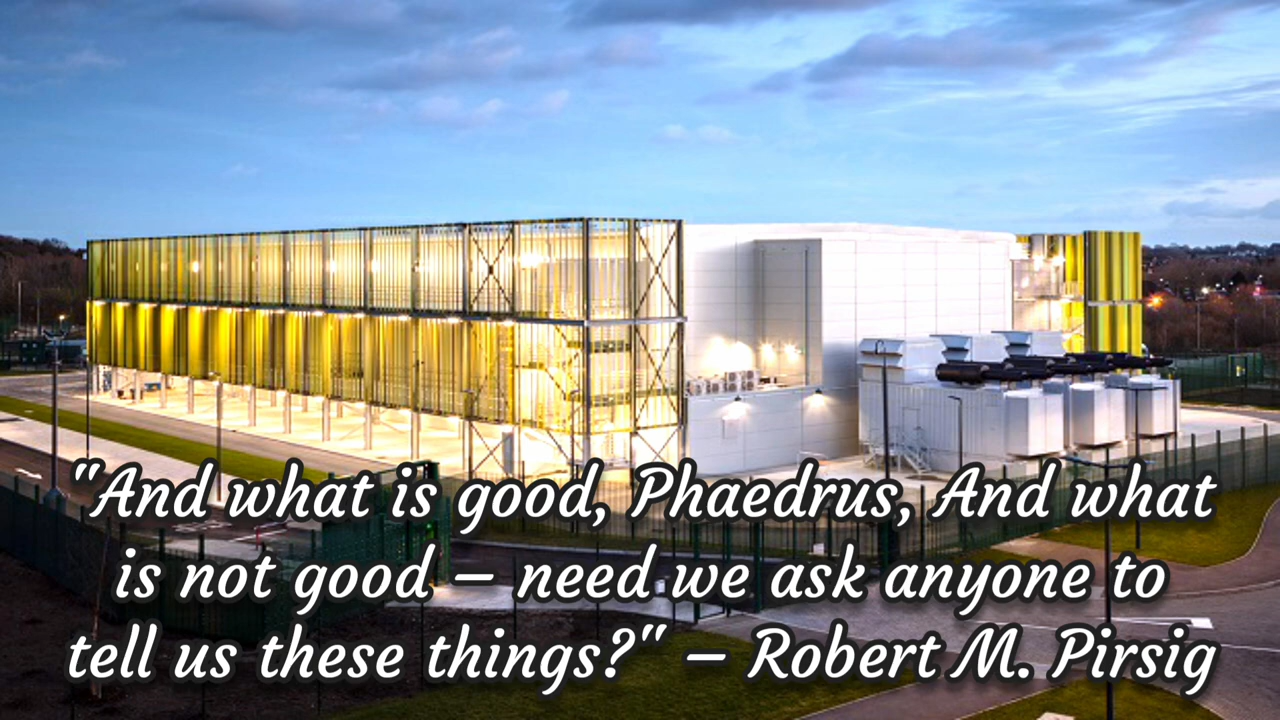 "And what is good, Phaedrus, And what
is not good – need we ask anyone to
tell us these things?" – Robert M. Pirsig